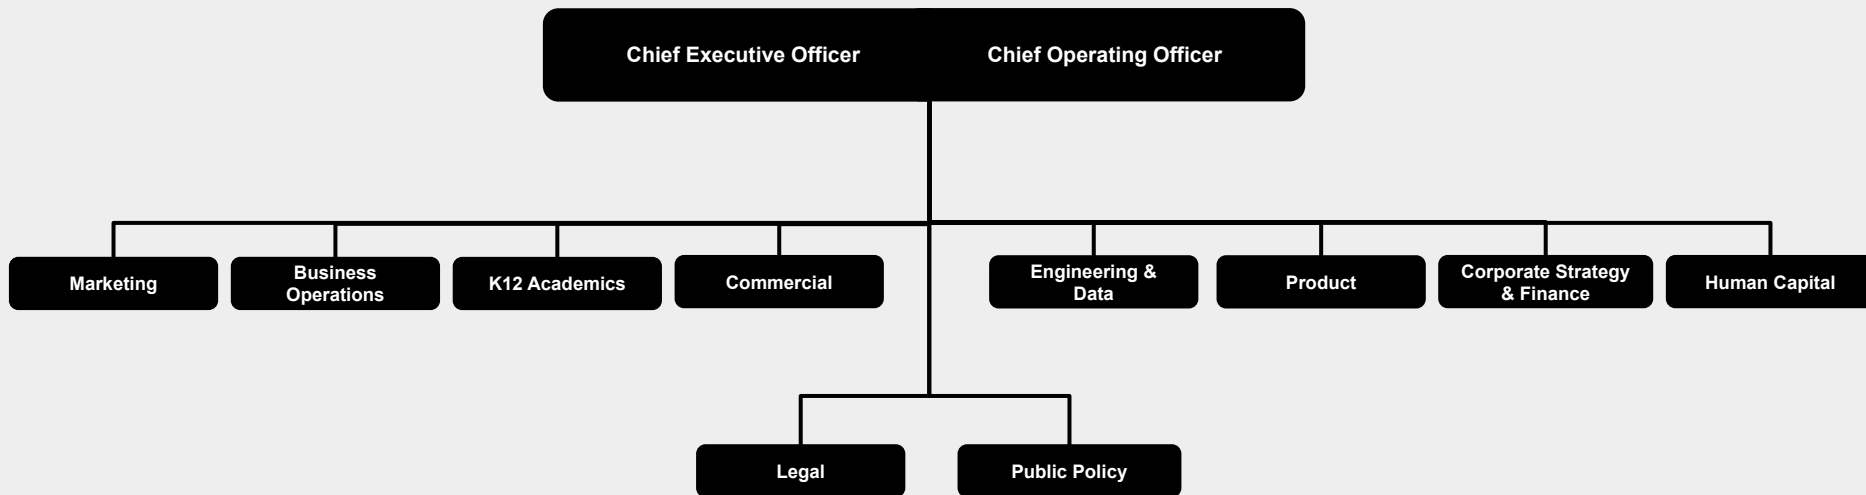 Chief Executive Officer
Chief Operating Officer
Marketing
Business
Operations
K12 Academics
Commercial
Engineering &
Data
Product
Corporate Strategy
& Finance
Human Capital
Legal
Public Policy